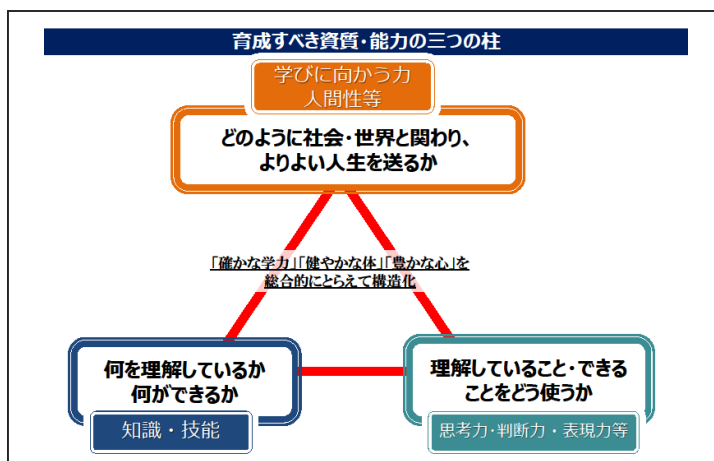 育成すべき資質・能力の三つの柱
学びに向かう力
人間性等
どのように社会・世界と関わり、
よりよい人生を送るか
「確かな学力」「健やかな体」「豊かな心」を
総合的にとらえて構造化
何を理解しているか
何ができるか
知識・技能
理解していること・できる
ことをどう使うか
思考力・判断力・表現力等